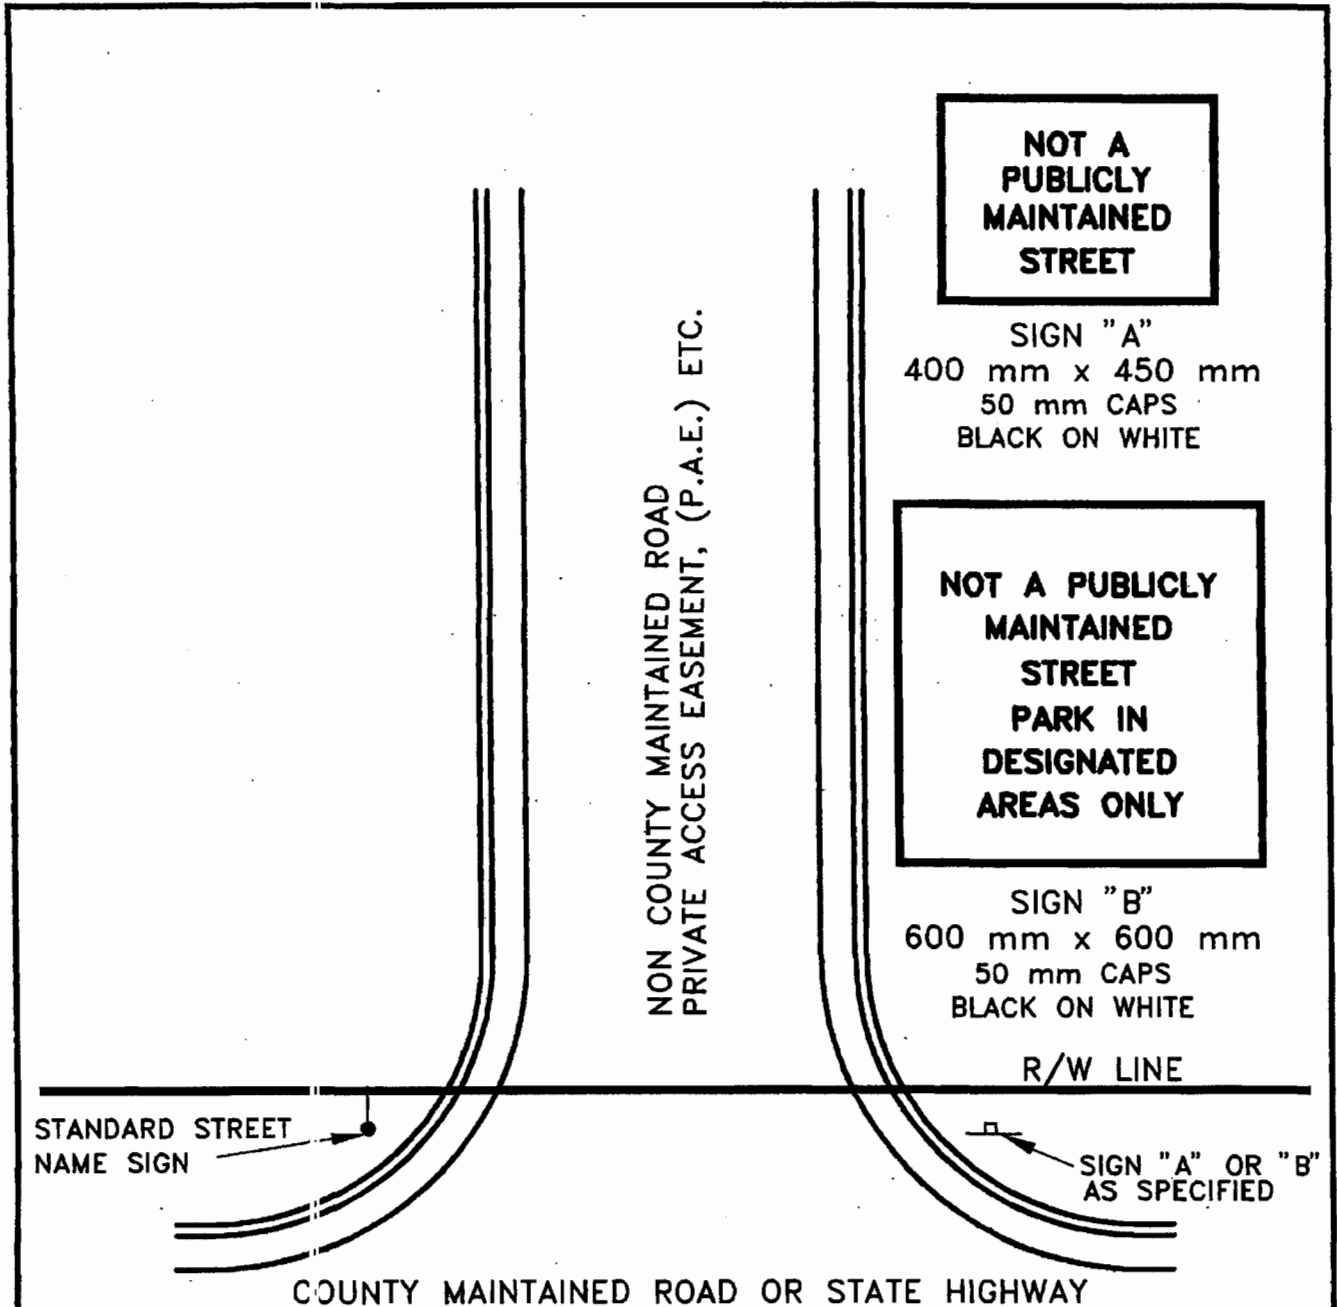 NOT A
PUBLICLY
MAINTAINED
STREET
SIGN "A"
400 mm x 450 mm
50 mm CAPS
BLACK ON WHITE
NON COUNTY MAINTAINED ROAD
PRIVATE ACCESS EASEMENT, (P.A.E.) ETC.
NOT A PUBLICLY
MAINTAINED
STREET
PARK IN
DESIGNATED
AREAS ONLY
SIGN "B"
600 mm x 600 mm
50 mm CAPS
BLACK ON WHITE
R/W LINE
STANDARD STREET
NAME SIGN
SIGN "A" OR "B"
AS SPECIFIED
COUNTY MAINTAINED ROAD OR STATE HIGHWAY